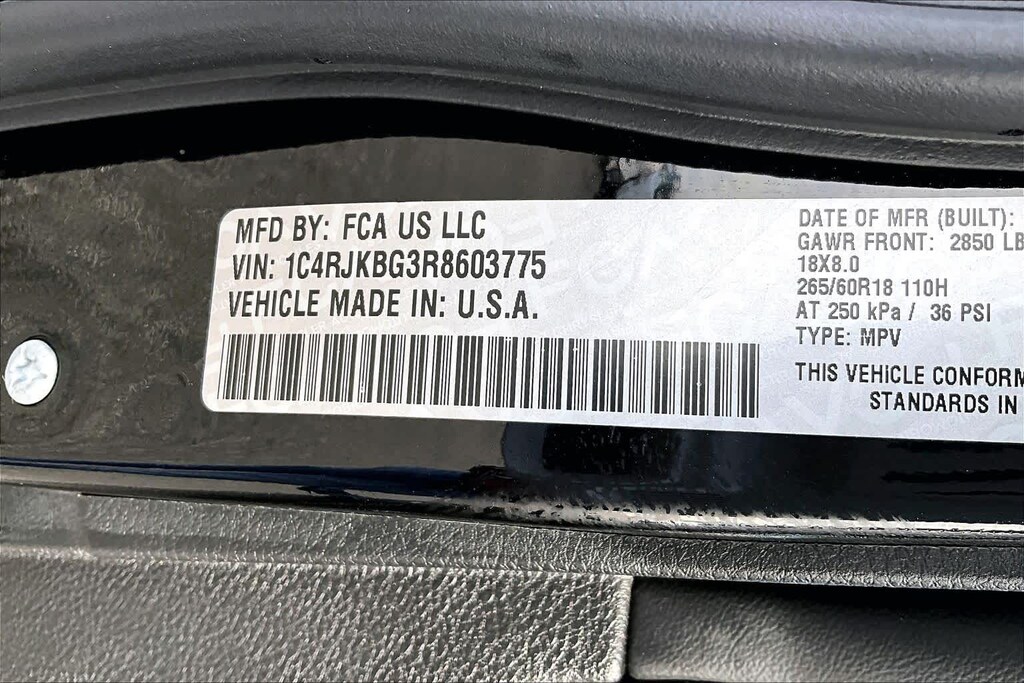 MFD BY: FCA US LLC
VIN: 1C4RJKBG3R8603775
VEHICLE MADE IN: U.S.A.
DATE OF MFR (BUILT):
GAWR FRONT: 2850 LB
18X8.0
265/60R18 110H
AT 250 kPa / 36 PSI
TYPE: MPV
THIS VEHICLE CONFORM
STANDARDS IN